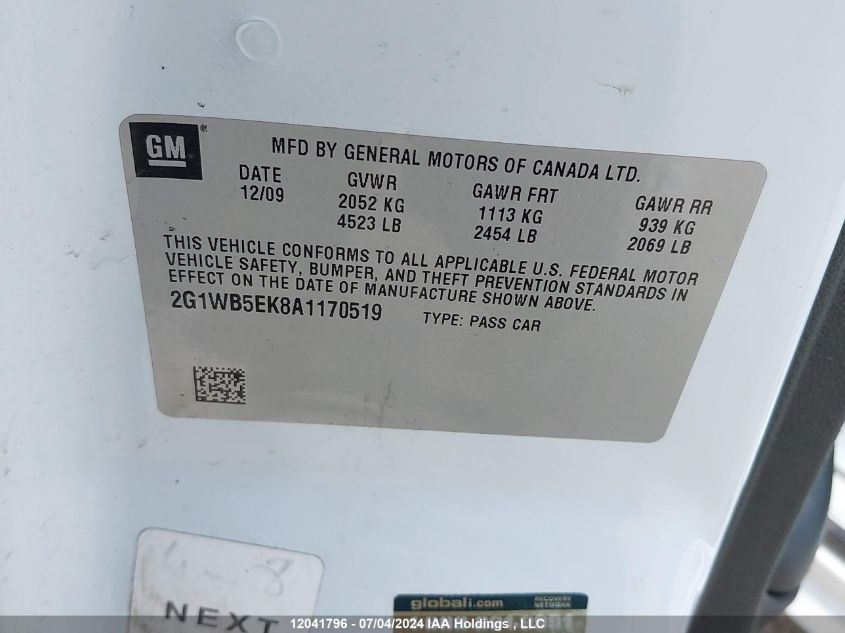 GM
MFD BY GENERAL MOTORS OF CANADA LTD.
DATE GVWR GAWR FRT GAWR RR
12/09 2052 KG 1113 KG 939 KG
4523 LB 2454 LB 2069 LB
THIS VEHICLE CONFORMS TO ALL APPLICABLE U.S. FEDERAL MOTOR
VEHICLE SAFETY, BUMPER, AND THEFT PREVENTION STANDARDS IN
EFFECT ON THE DATE OF MANUFACTURE SHOWN ABOVE.
2G1WB5EK8A1170519 TYPE: PASS CAR
NEXT
globali.com RECOVERY
NETWORK
12041796 - 07/04/2024 IAA Holdings , LLC